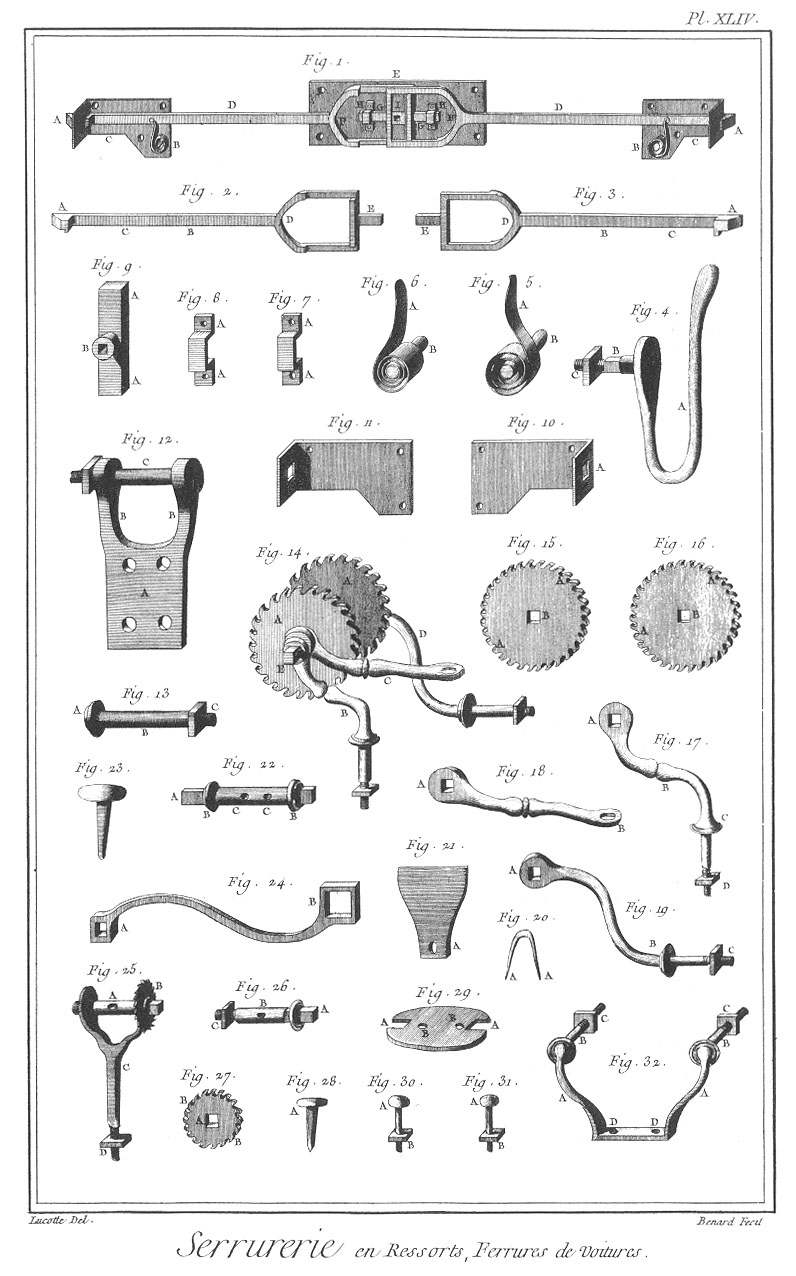 Pl. XLIV.
Fig. 1.
E
A D D A
H G I H
F F
C B G G B C
Fig. 2. Fig. 3.
A C B D E
E D B C A
Fig. 9. Fig. 8. Fig. 7. Fig. 6. Fig. 5. Fig. 4.
A B A
A A
A A
A B
A B
B C A
Fig. 12. Fig. 11. Fig. 10.
C B B A
A
Fig. 14. Fig. 15. Fig. 16.
A A D C E B
A B A
A B A
Fig. 13
A B C
Fig. 17.
A B C D
Fig. 23. Fig. 22. Fig. 18.
A B C C B
A B
Fig. 24. Fig. 21. Fig. 19.
A B
A
A B C
Fig. 20.
A A
Fig. 25. Fig. 26. Fig. 29.
A B C D
C B A
A B B A
Fig. 32.
C C B B A A D D
Fig. 27. Fig. 28. Fig. 30. Fig. 31.
B A B
A
A B
A B
Lucotte Del. Benard Fecit
Serrurerie en Ressorts, Ferrures de Voitures.